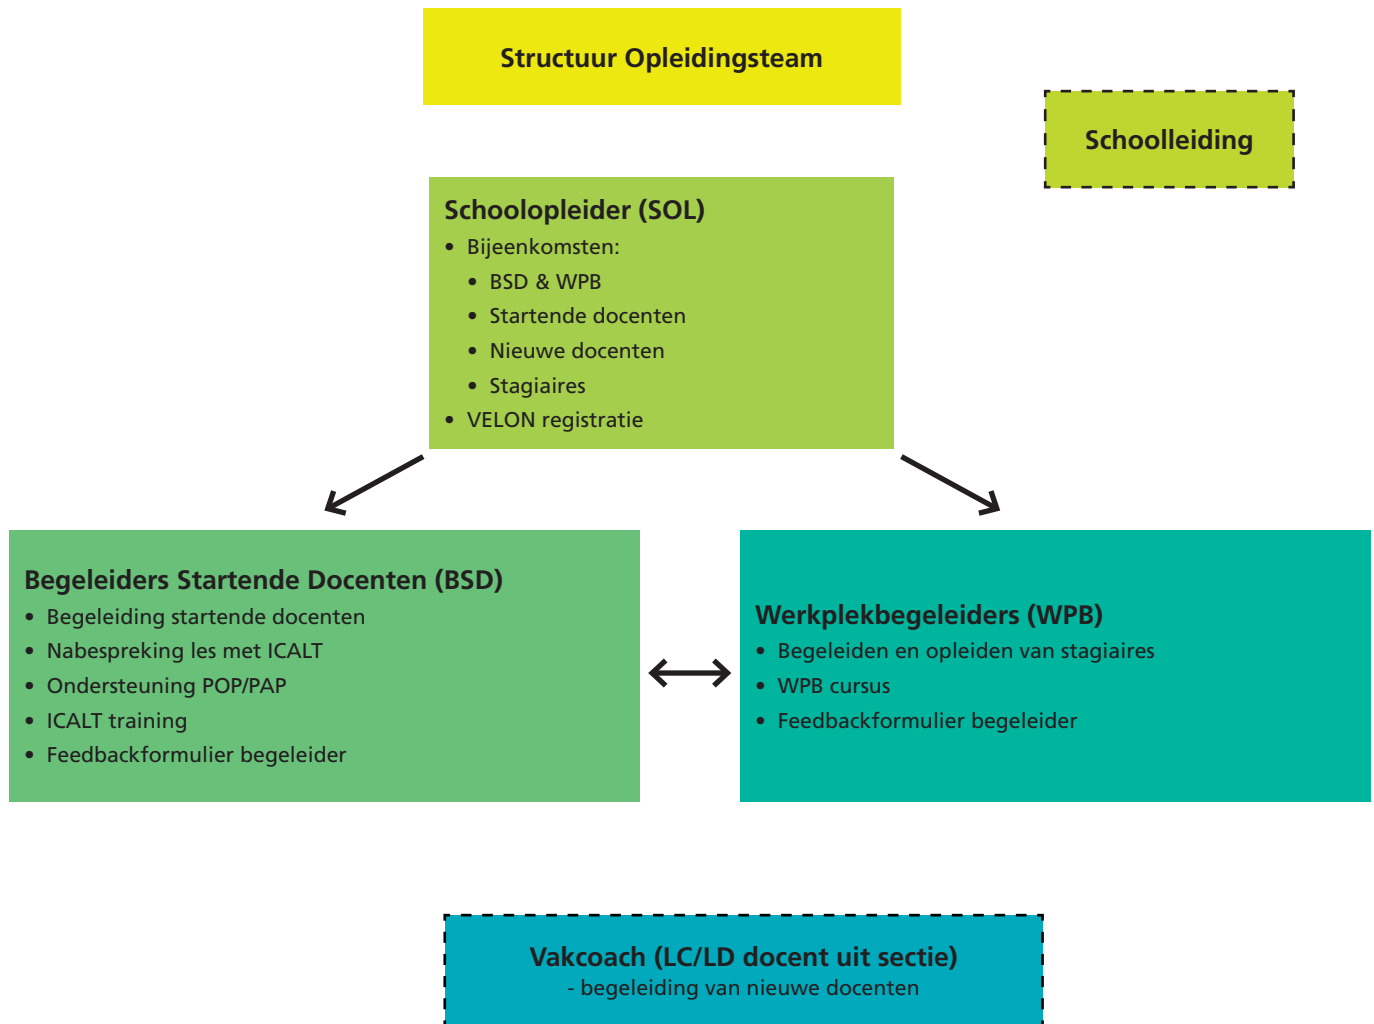 Structuur Opleidingsteam
Schoolleiding
Schoolopleider (SOL)
• Bijeenkomsten:
• BSD & WPB
• Startende docenten
• Nieuwe docenten
• Stagiaires
• VELON registratie
Begeleiders Startende Docenten (BSD)
• Begeleiding startende docenten
• Nabespreking les met ICALT
• Ondersteuning POP/PAP
• ICALT training
• Feedbackformulier begeleider
Werkplekbegeleiders (WPB)
• Begeleiden en opleiden van stagiaires
• WPB cursus
• Feedbackformulier begeleider
Vakcoach (LC/LD docent uit sectie)
- begeleiding van nieuwe docenten